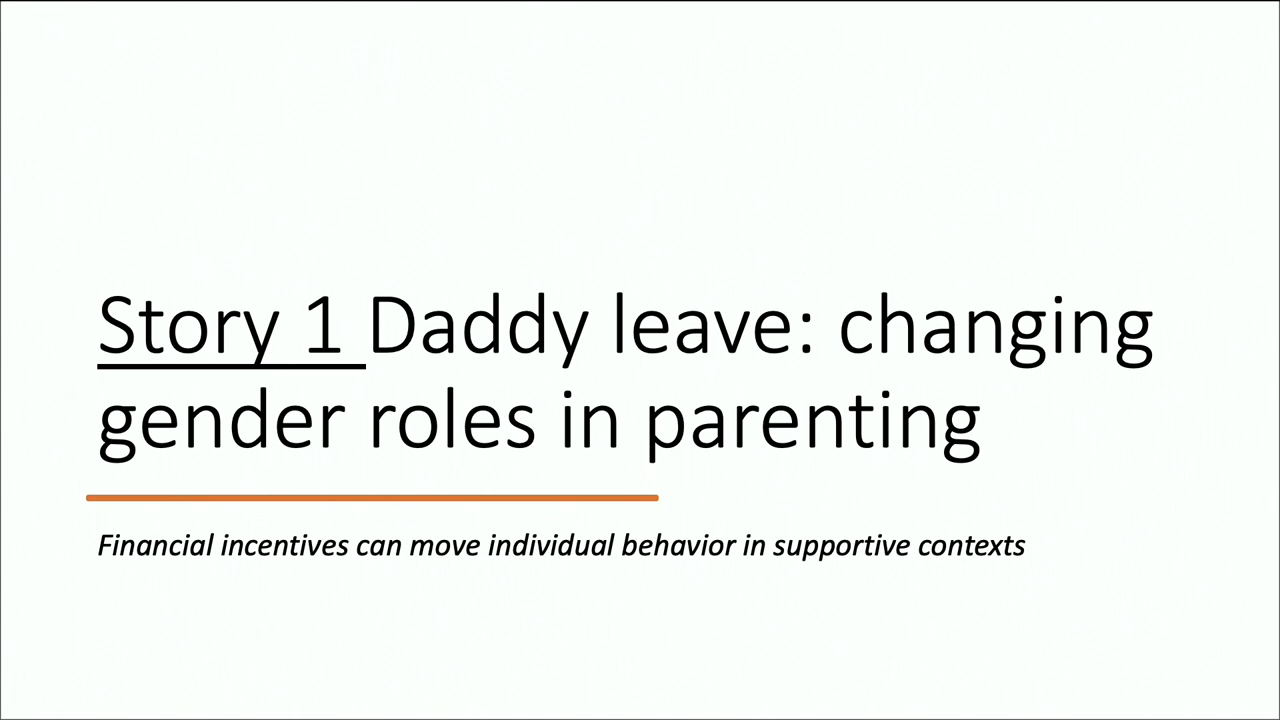 Story 1 Daddy leave: changing
gender roles in parenting
Financial incentives can move individual behavior in supportive contexts